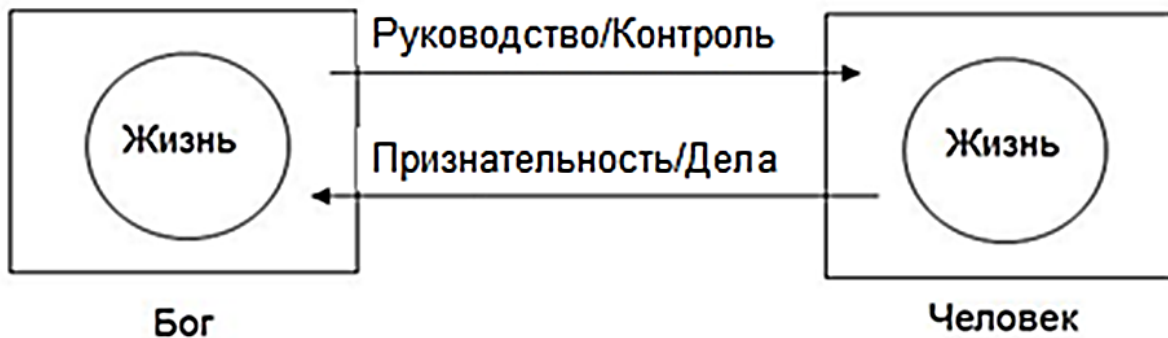 Руководство/Контроль
Жизнь
Жизнь
Признательность/Дела
Бог
Человек